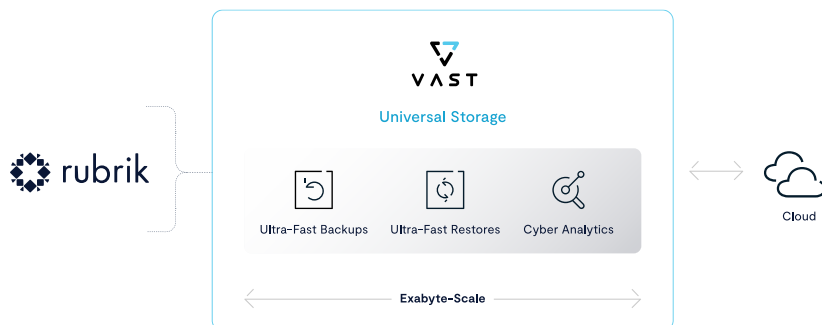 VAST
Universal Storage
rubrik
Ultra-Fast Backups
Ultra-Fast Restores
Cyber Analytics
Cloud
Exabyte-Scale